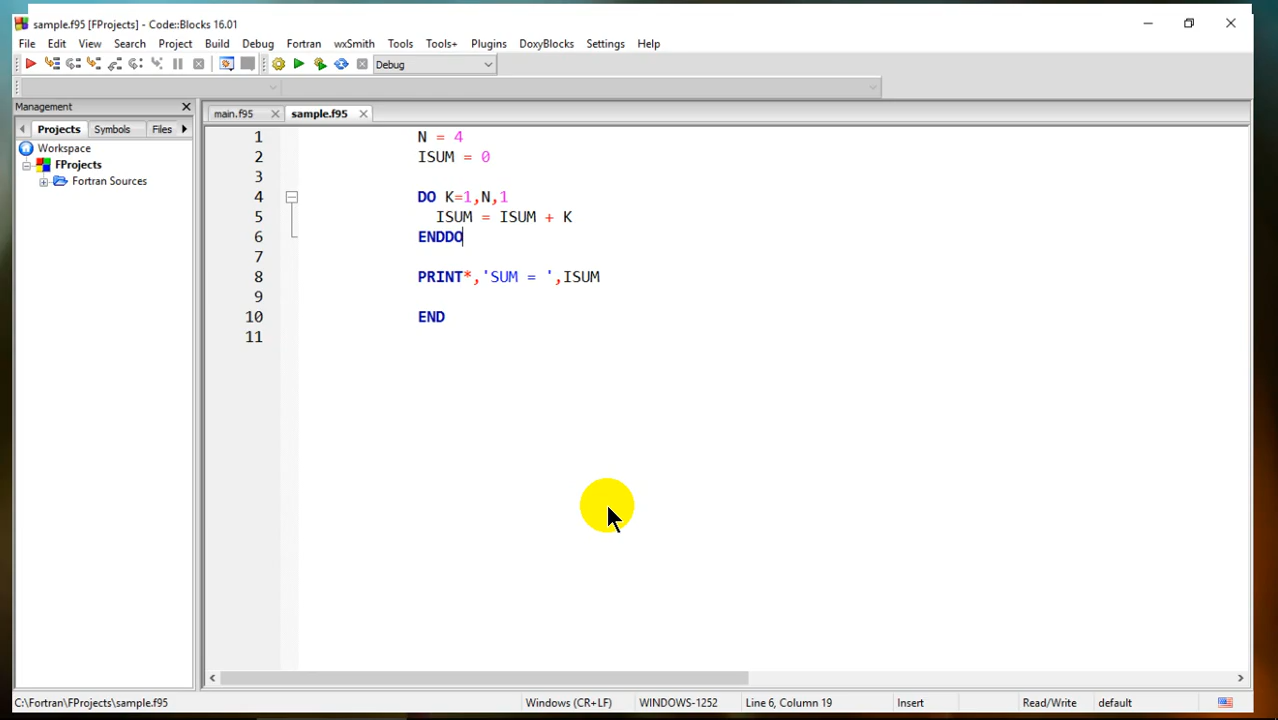 sample.f95 [FProjects] - Code::Blocks 16.01
File Edit View Search Project Build Debug Fortran wxSmith Tools Tools+ Plugins DoxyBlocks Settings Help
Debug
Management
main.f95 sample.f95
Projects Symbols Files
Workspace
FProjects
Fortran Sources
1 N = 4
2 ISUM = 0
3
4 DO K=1,N,1
5 ISUM = ISUM + K
6 ENDDO
7
8 PRINT*,'SUM = ',ISUM
9
10 END
11
C:\Fortran\FProjects\sample.f95 Windows (CR+LF) WINDOWS-1252 Line 6, Column 19 Insert Read/Write default